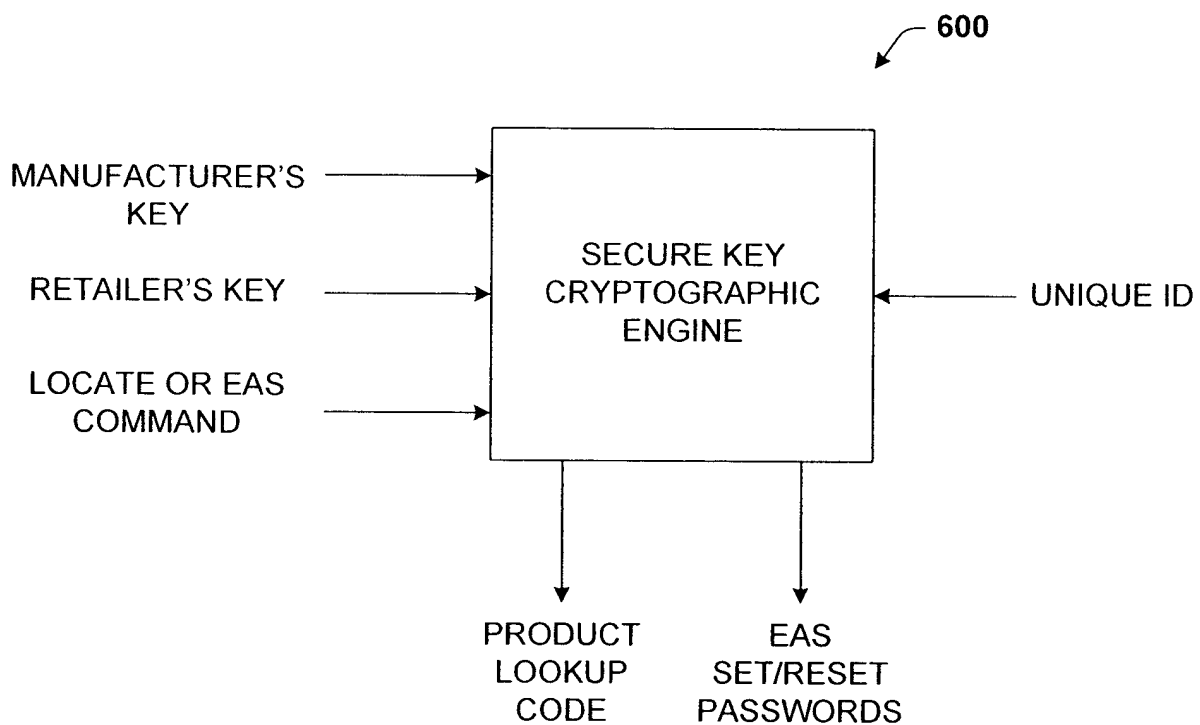 600
MANUFACTURER'S
KEY
RETAILER'S KEY
LOCATE OR EAS
COMMAND
SECURE KEY
CRYPTOGRAPHIC
ENGINE
UNIQUE ID
PRODUCT
LOOKUP
CODE
EAS
SET/RESET
PASSWORDS